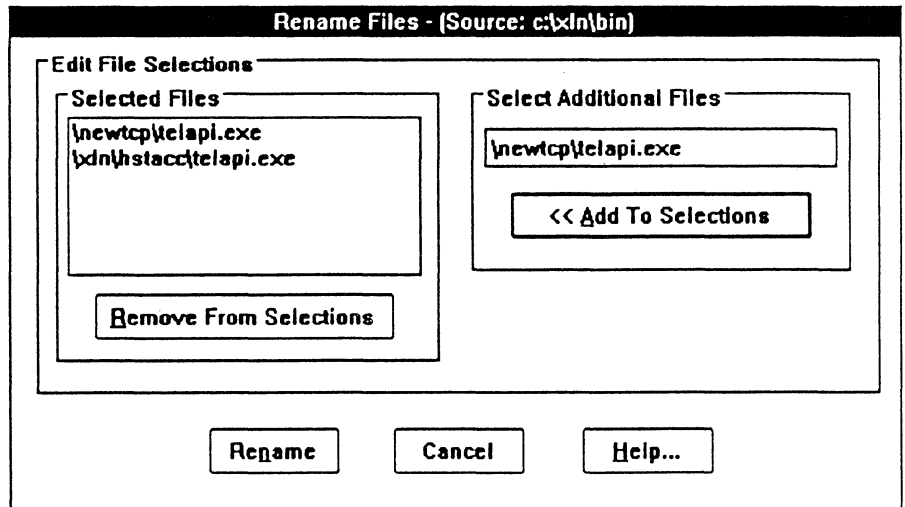 Rename Files - (Source: c:\xln\bin)
Edit File Selections
Selected Files
\newtcp\telapi.exe
\xln\hstacc\telapi.exe
Remove From Selections
Select Additional Files
\newtcp\telapi.exe
<< Add To Selections
Rename
Cancel
Help...